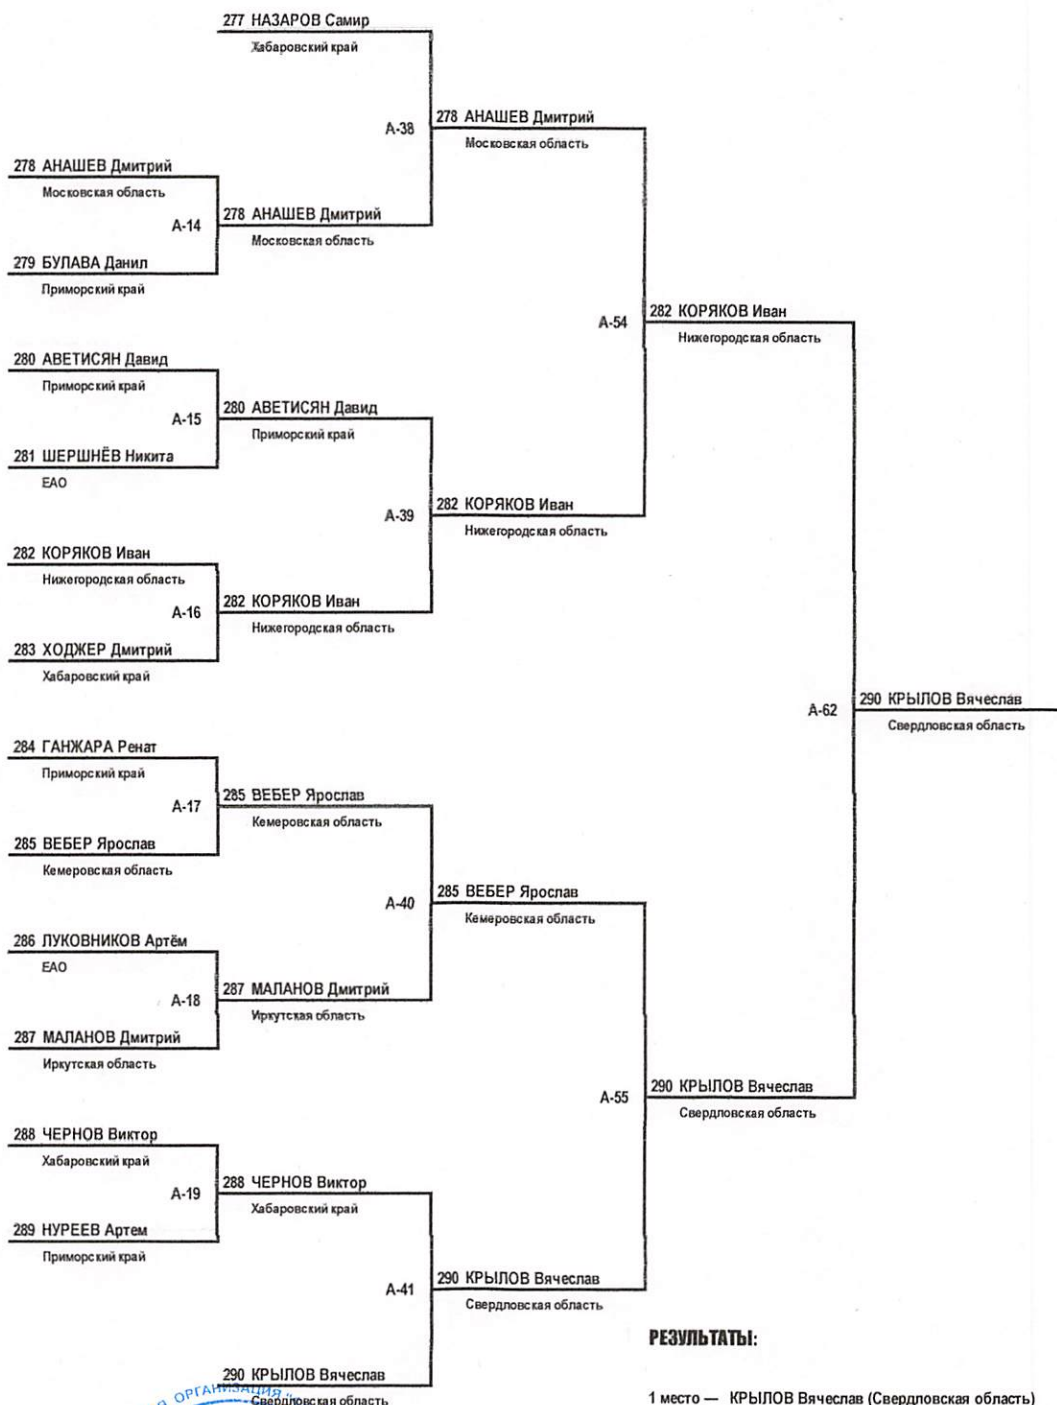 277 НАЗАРОВ Самир
Хабаровский край
А-38
278 АНАШЕВ Дмитрий
Московская область
278 АНАШЕВ Дмитрий
Московская область
А-14
278 АНАШЕВ Дмитрий
Московская область
279 БУЛАВА Данил
Приморский край
А-54
282 КОРЯКОВ Иван
Нижегородская область
280 АВЕТИСЯН Давид
Приморский край
А-15
280 АВЕТИСЯН Давид
Приморский край
281 ШЕРШНЁВ Никита
ЕАО
А-39
282 КОРЯКОВ Иван
Нижегородская область
282 КОРЯКОВ Иван
Нижегородская область
А-16
282 КОРЯКОВ Иван
Нижегородская область
283 ХОДЖЕР Дмитрий
Хабаровский край
А-62
290 КРЫЛОВ Вячеслав
Свердловская область
284 ГАНЖАРА Ренат
Приморский край
А-17
285 ВЕБЕР Ярослав
Кемеровская область
285 ВЕБЕР Ярослав
Кемеровская область
А-40
285 ВЕБЕР Ярослав
Кемеровская область
286 ЛУКОВНИКОВ Артём
ЕАО
А-18
287 МАЛАНОВ Дмитрий
Иркутская область
287 МАЛАНОВ Дмитрий
Иркутская область
А-55
290 КРЫЛОВ Вячеслав
Свердловская область
288 ЧЕРНОВ Виктор
Хабаровский край
А-19
288 ЧЕРНОВ Виктор
Хабаровский край
289 НУРЕЕВ Артем
Приморский край
А-41
290 КРЫЛОВ Вячеслав
Свердловская область
РЕЗУЛЬТАТЫ:
290 КРЫЛОВ Вячеслав
Свердловская область
ОРГАНИЗАЦИЯ
1 место — КРЫЛОВ Вячеслав (Свердловская область)